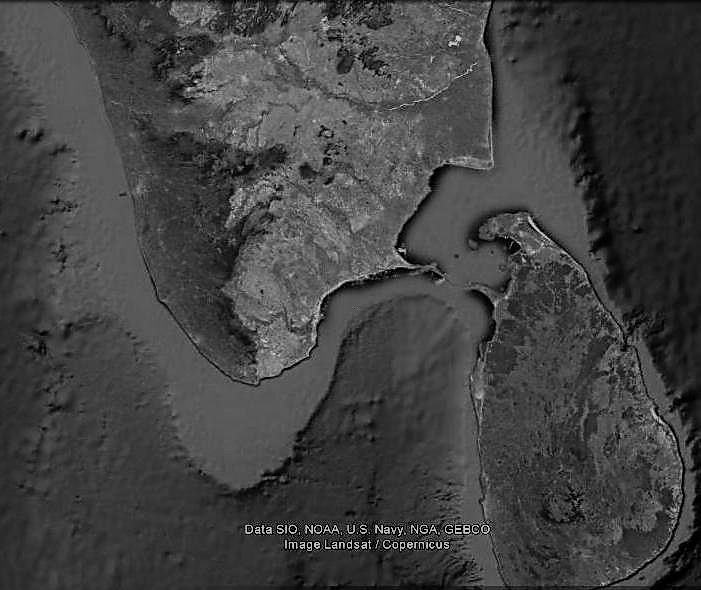 Data SIO, NOAA, U.S. Navy, NGA, GEBCO
Image Landsat / Copernicus